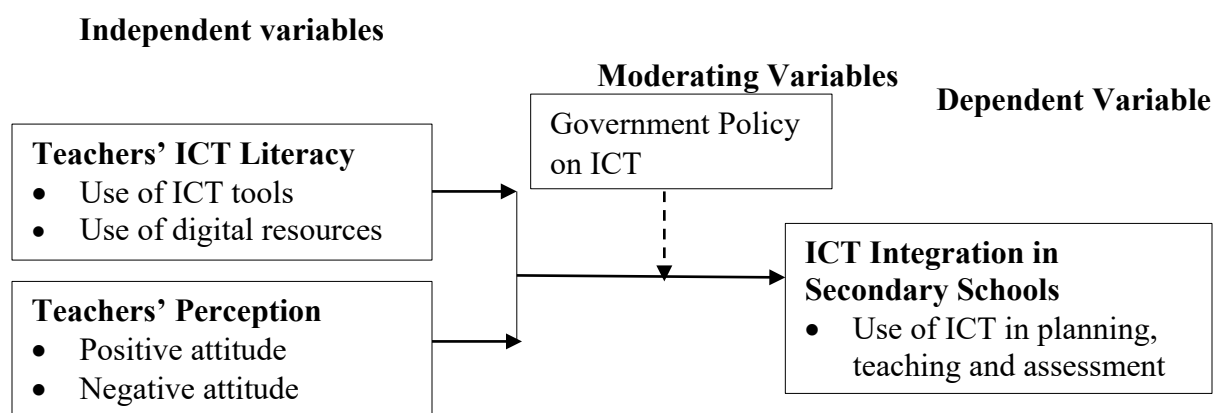 Independent variables
Moderating Variables
Dependent Variable
Government Policy
on ICT
Teachers’ ICT Literacy
• Use of ICT tools
• Use of digital resources
Teachers’ Perception
• Positive attitude
• Negative attitude
ICT Integration in
Secondary Schools
• Use of ICT in planning,
teaching and assessment